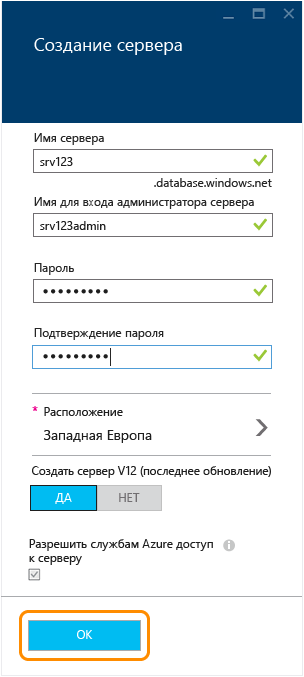 Создание сервера
Имя сервера
srv123
.database.windows.net
Имя для входа администратора сервера
srv123admin
Пароль
•••••••••
Подтверждение пароля
•••••••••
* Расположение
Западная Европа
Создать сервер V12 (последнее обновление)
ДА НЕТ
Разрешить службам Azure доступ
к серверу
ОК